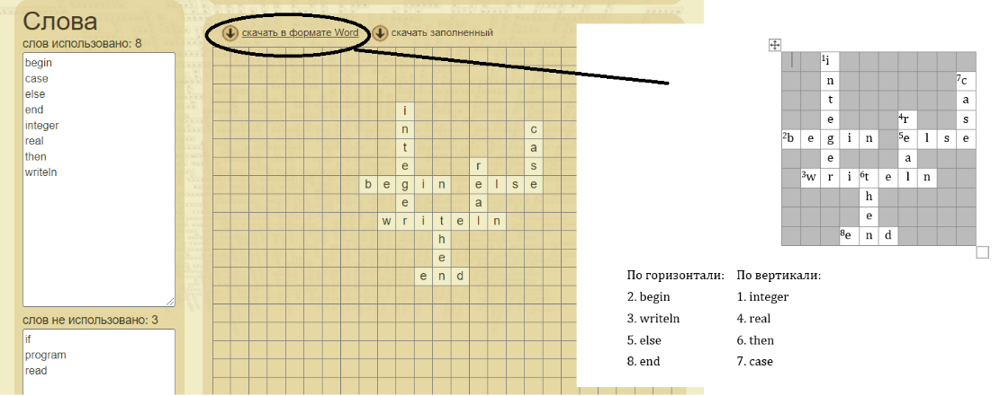 Слова
слов использовано: 8
begin
case
else
end
integer
real
then
writeln
слов не использовано: 3
if
program
read
скачать в формате Word
скачать заполненный
i
n c
t a
e r s
b e g i n e l s e
e a
w r i t e l n
h
e
e n d
1i
n 7c
t a
e 4r s
2b e g i n 5e l s e
e a
3w r i 6t e l n
h
e
8e n d
По горизонтали: По вертикали:
2. begin 1. integer
3. writeln 4. real
5. else 6. then
8. end 7. case